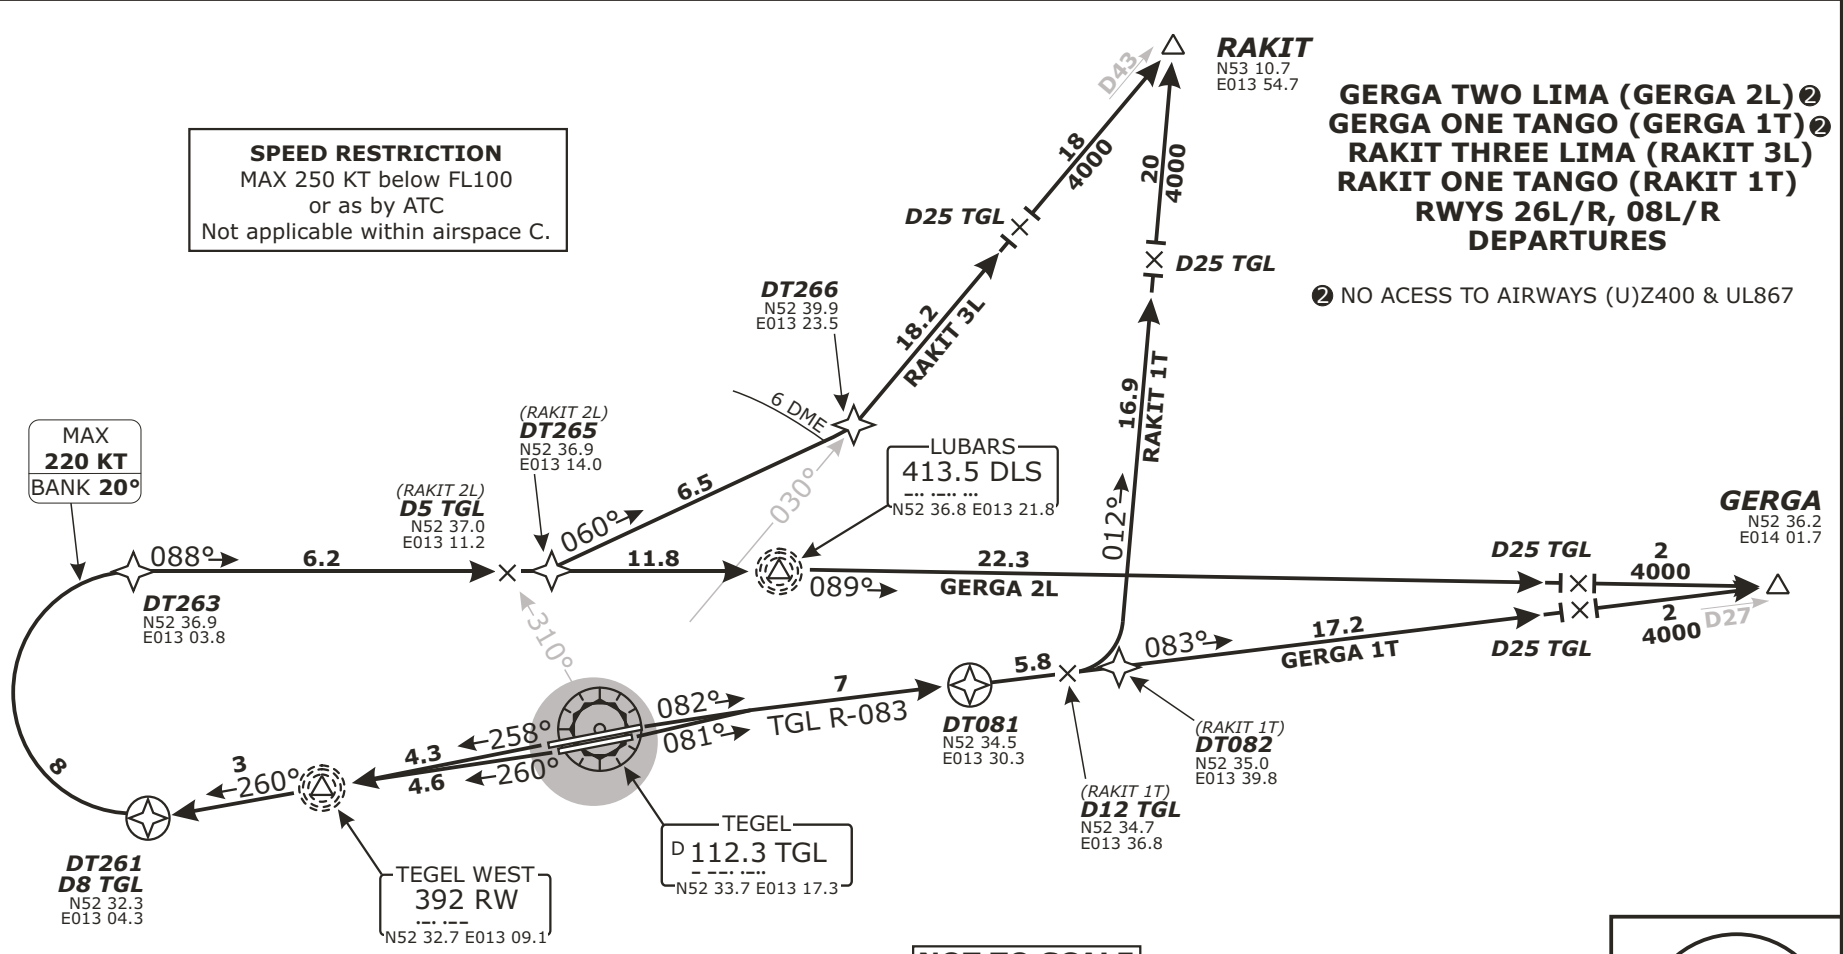 RAKIT
N53 10.7
E013 54.7
D43
GERGA TWO LIMA (GERGA 2L) 2
GERGA ONE TANGO (GERGA 1T) 2
RAKIT THREE LIMA (RAKIT 3L)
RAKIT ONE TANGO (RAKIT 1T)
RWYS 26L/R, 08L/R
DEPARTURES
2 NO ACESS TO AIRWAYS (U)Z400 & UL867
SPEED RESTRICTION
MAX 250 KT below FL100
or as by ATC
Not applicable within airspace C.
18
4000
20
4000
D25 TGL
D25 TGL
DT266
N52 39.9
E013 23.5
18.2
RAKIT 3L
16.9
RAKIT 1T
012°
6 DME
MAX
220 KT
BANK 20°
(RAKIT 2L)
DT265
N52 36.9
E013 14.0
(RAKIT 2L)
D5 TGL
N52 37.0
E013 11.2
6.5
060°
030°
LUBARS
413.5 DLS
N52 36.8 E013 21.8
GERGA
N52 36.2
E014 01.7
088°
6.2
11.8
089°
22.3
GERGA 2L
D25 TGL
2
4000
DT263
N52 36.9
E013 03.8
310°
083°
17.2
GERGA 1T
D25 TGL
2
4000
D27
5.8
7
TGL R-083
082°
081°
258°
260°
4.3
4.6
3
260°
8
DT081
N52 34.5
E013 30.3
(RAKIT 1T)
DT082
N52 35.0
E013 39.8
(RAKIT 1T)
D12 TGL
N52 34.7
E013 36.8
DT261
D8 TGL
N52 32.3
E013 04.3
TEGEL WEST
392 RW
N52 32.7 E013 09.1
TEGEL
D 112.3 TGL
N52 33.7 E013 17.3
NOT TO SCALE